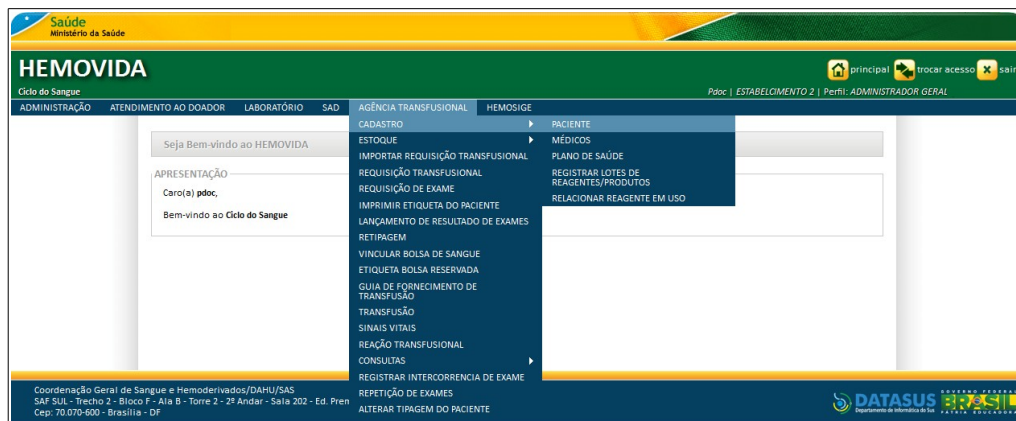 Saúde
Ministério da Saúde
HEMOVIDA
Ciclo do Sangue
principal trocar acesso sair
Pdoc | ESTABELCIMENTO 2 | Perfil: ADMINISTRADOR GERAL
ADMINISTRAÇÃO ATENDIMENTO AO DOADOR LABORATÓRIO SAD AGÊNCIA TRANSFUSIONAL HEMOSIGE
Seja Bem-vindo ao HEMOVIDA
APRESENTAÇÃO
Caro(a) pdoc,
Bem-vindo ao Ciclo do Sangue
CADASTRO
ESTOQUE
IMPORTAR REQUISIÇÃO TRANSFUSIONAL
REQUISIÇÃO TRANSFUSIONAL
REQUISIÇÃO DE EXAME
IMPRIMIR ETIQUETA DO PACIENTE
LANÇAMENTO DE RESULTADO DE EXAMES
RETIPAGEM
VINCULAR BOLSA DE SANGUE
ETIQUETA BOLSA RESERVADA
GUIA DE FORNECIMENTO DE
TRANSFUSÃO
TRANSFUSÃO
SINAIS VITAIS
REAÇÃO TRANSFUSIONAL
CONSULTAS
REGISTRAR INTERCORRENCIA DE EXAME
REPETIÇÃO DE EXAMES
ALTERAR TIPAGEM DO PACIENTE
PACIENTE
MÉDICOS
PLANO DE SAÚDE
REGISTRAR LOTES DE
REAGENTES/PRODUTOS
RELACIONAR REAGENTE EM USO
Coordenação Geral de Sangue e Hemoderivados/DAHU/SAS
SAF SUL - Trecho 2 - Bloco F - Ala B - Torre 2 - 2º Andar - Sala 202 - Ed. Prem
Cep: 70.070-600 - Brasília - DF
DATASUS
Departamento de Informática do Sus
GOVERNO FEDERAL
BRASIL
PÁTRIA EDUCADORA